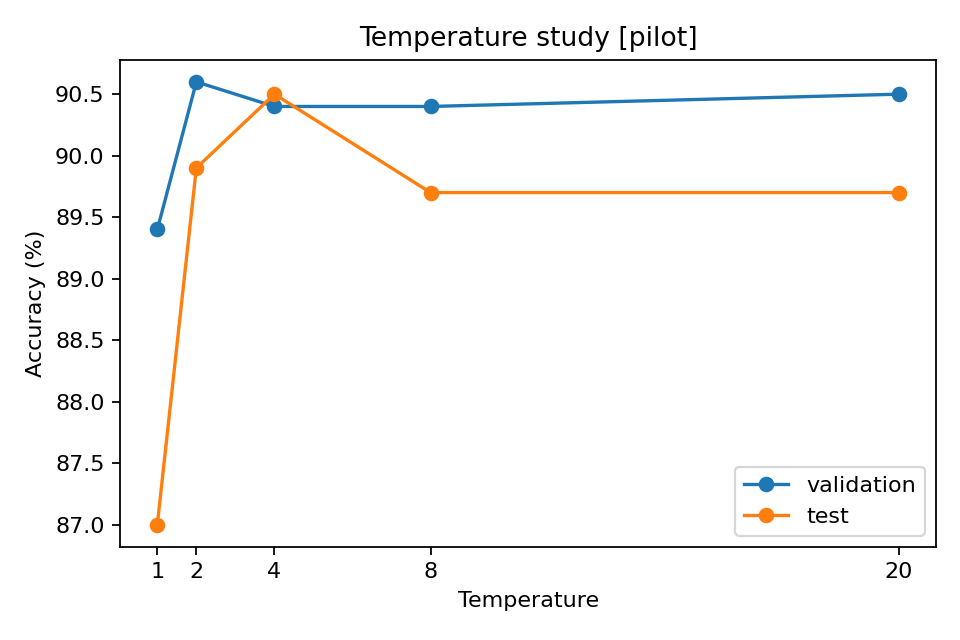 Temperature study [pilot]
Accuracy (%)
90.5
90.0
89.5
89.0
88.5
88.0
87.5
87.0
validation
test
1 2 4 8 20
Temperature